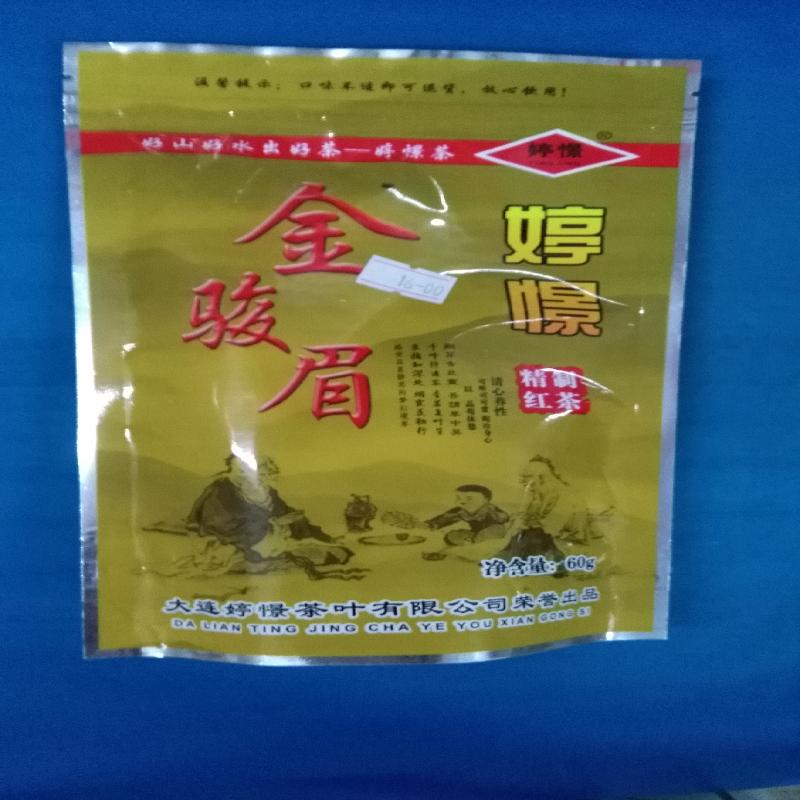 温馨提示：口味不适即可退货，放心饮用！
好山好水出好茶—婷憬茶
婷憬®
金骏眉
16-00
婷憬
精制
红茶
清心养性
净含量：60g
大连婷憬茶叶有限公司荣誉出品
DA LIAN TING JING CHA YE YOU XIAN GONG SI